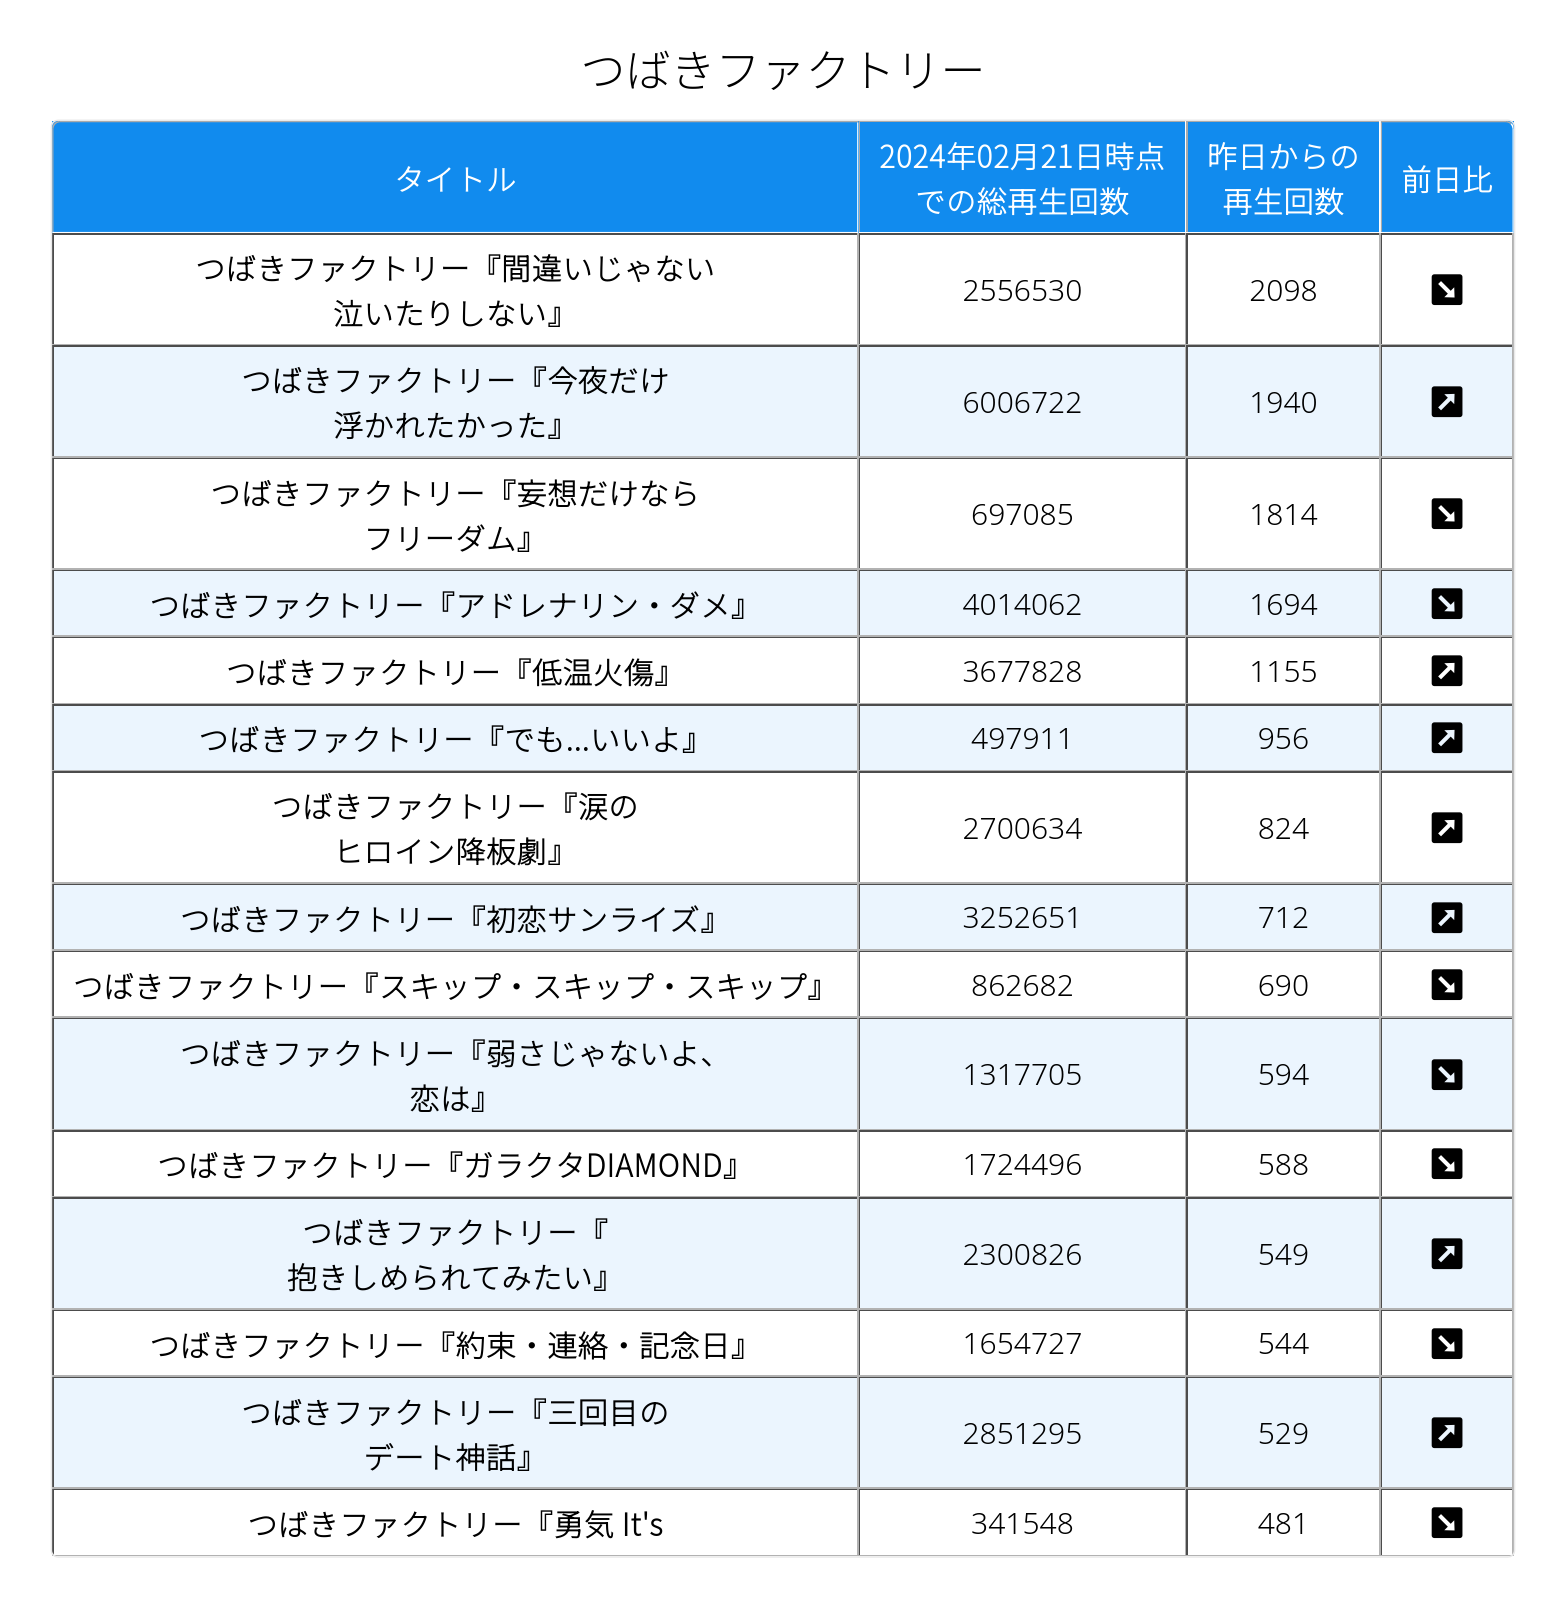 つばきファクトリー
タイトル
2024年02月21日時点
での総再生回数
昨日からの
再生回数
前日比
つばきファクトリー『間違いじゃない
泣いたりしない』
2556530
2098
つばきファクトリー『今夜だけ
浮かれたかった』
6006722
1940
つばきファクトリー『妄想だけなら
フリーダム』
697085
1814
つばきファクトリー『アドレナリン・ダメ』
4014062
1694
つばきファクトリー『低温火傷』
3677828
1155
つばきファクトリー『でも...いいよ』
497911
956
つばきファクトリー『涙の
ヒロイン降板劇』
2700634
824
つばきファクトリー『初恋サンライズ』
3252651
712
つばきファクトリー『スキップ・スキップ・スキップ』
862682
690
つばきファクトリー『弱さじゃないよ、
恋は』
1317705
594
つばきファクトリー『ガラクタDIAMOND』
1724496
588
つばきファクトリー『
抱きしめられてみたい』
2300826
549
つばきファクトリー『約束・連絡・記念日』
1654727
544
つばきファクトリー『三回目の
デート神話』
2851295
529
つばきファクトリー『勇気 It's
341548
481